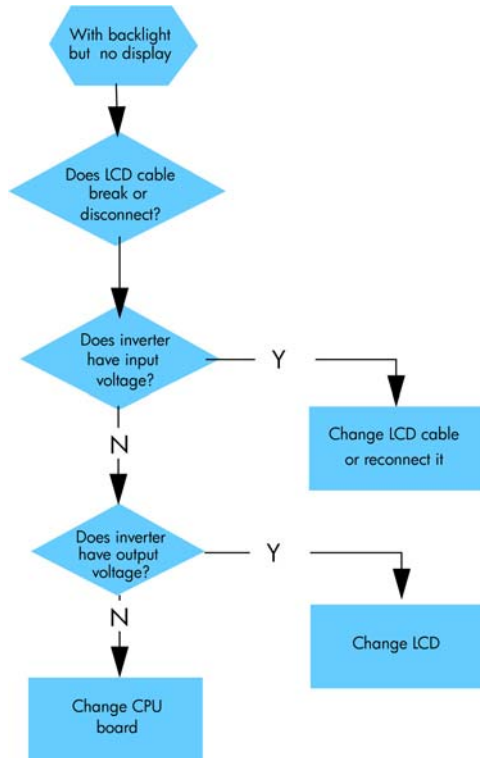 With backlight
but no display
Does LCD cable
break or
disconnect?
Does inverter
have input
voltage?
Y
Change LCD cable
or reconnect it
N
Does inverter
have output
voltage?
Y
Change LCD
N
Change CPU
board